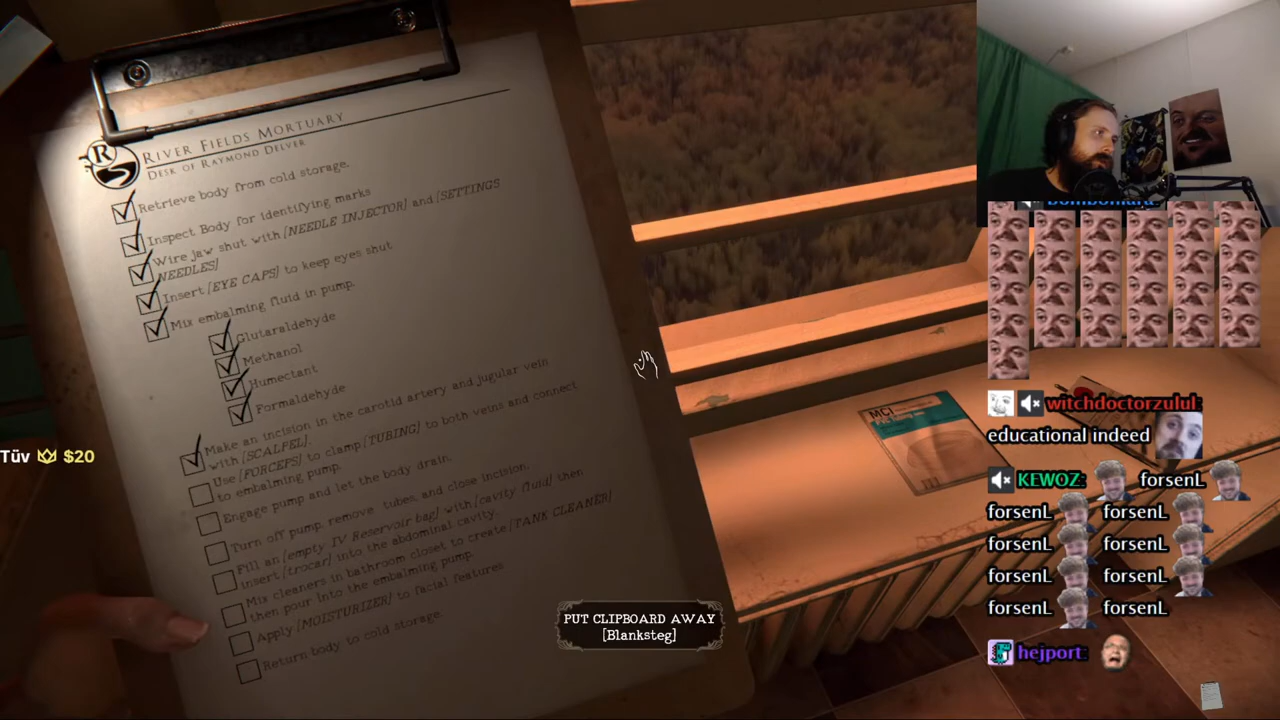 RIVER FIELDS MORTUARY
DESK OF RAYMOND DELVER
Retrieve body from cold storage.
Inspect Body for identifying marks
Wire jaw shut with [NEEDLE INJECTOR] and [SETTINGS
NEEDLES]
Insert [EYE CAPS] to keep eyes shut
Mix embalming fluid in pump.
Glutaraldehyde
Methanol
Humectant
Formaldehyde
Make an incision in the carotid artery and jugular vein
with [SCALPEL].
Use [FORCEPS] to clamp [TUBING] to both veins and connect
to embalming pump.
Engage pump and let the body drain.
Turn off pump, remove tubes, and close incision.
Fill an [empty IV Reservoir bag] with [cavity fluid] then
insert [trocar] into the abdominal cavity.
Mix cleaners in bathroom closet to create [TANK CLEANER]
then pour into the embalming pump.
Apply [MOISTURIZER] to facial features
Return body to cold storage.
PUT CLIPBOARD AWAY
[Blanksteg]
MCI
Tüv $20
witchdoctorzulul:
educational indeed
KEWOZ: forsenL
forsenL forsenL
forsenL forsenL
forsenL forsenL
forsenL forsenL
hejport: